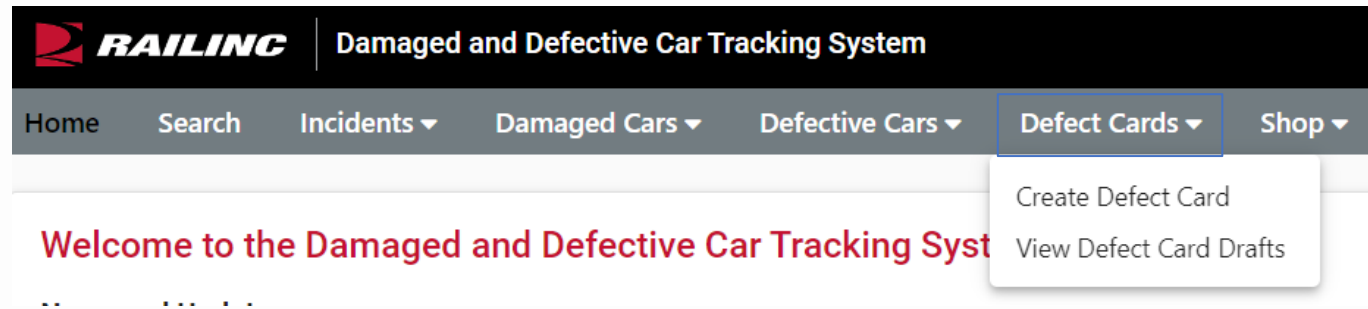 RAILINC Damaged and Defective Car Tracking System
Home Search Incidents Damaged Cars Defective Cars Defect Cards Shop
Create Defect Card
View Defect Card Drafts
Welcome to the Damaged and Defective Car Tracking Syst